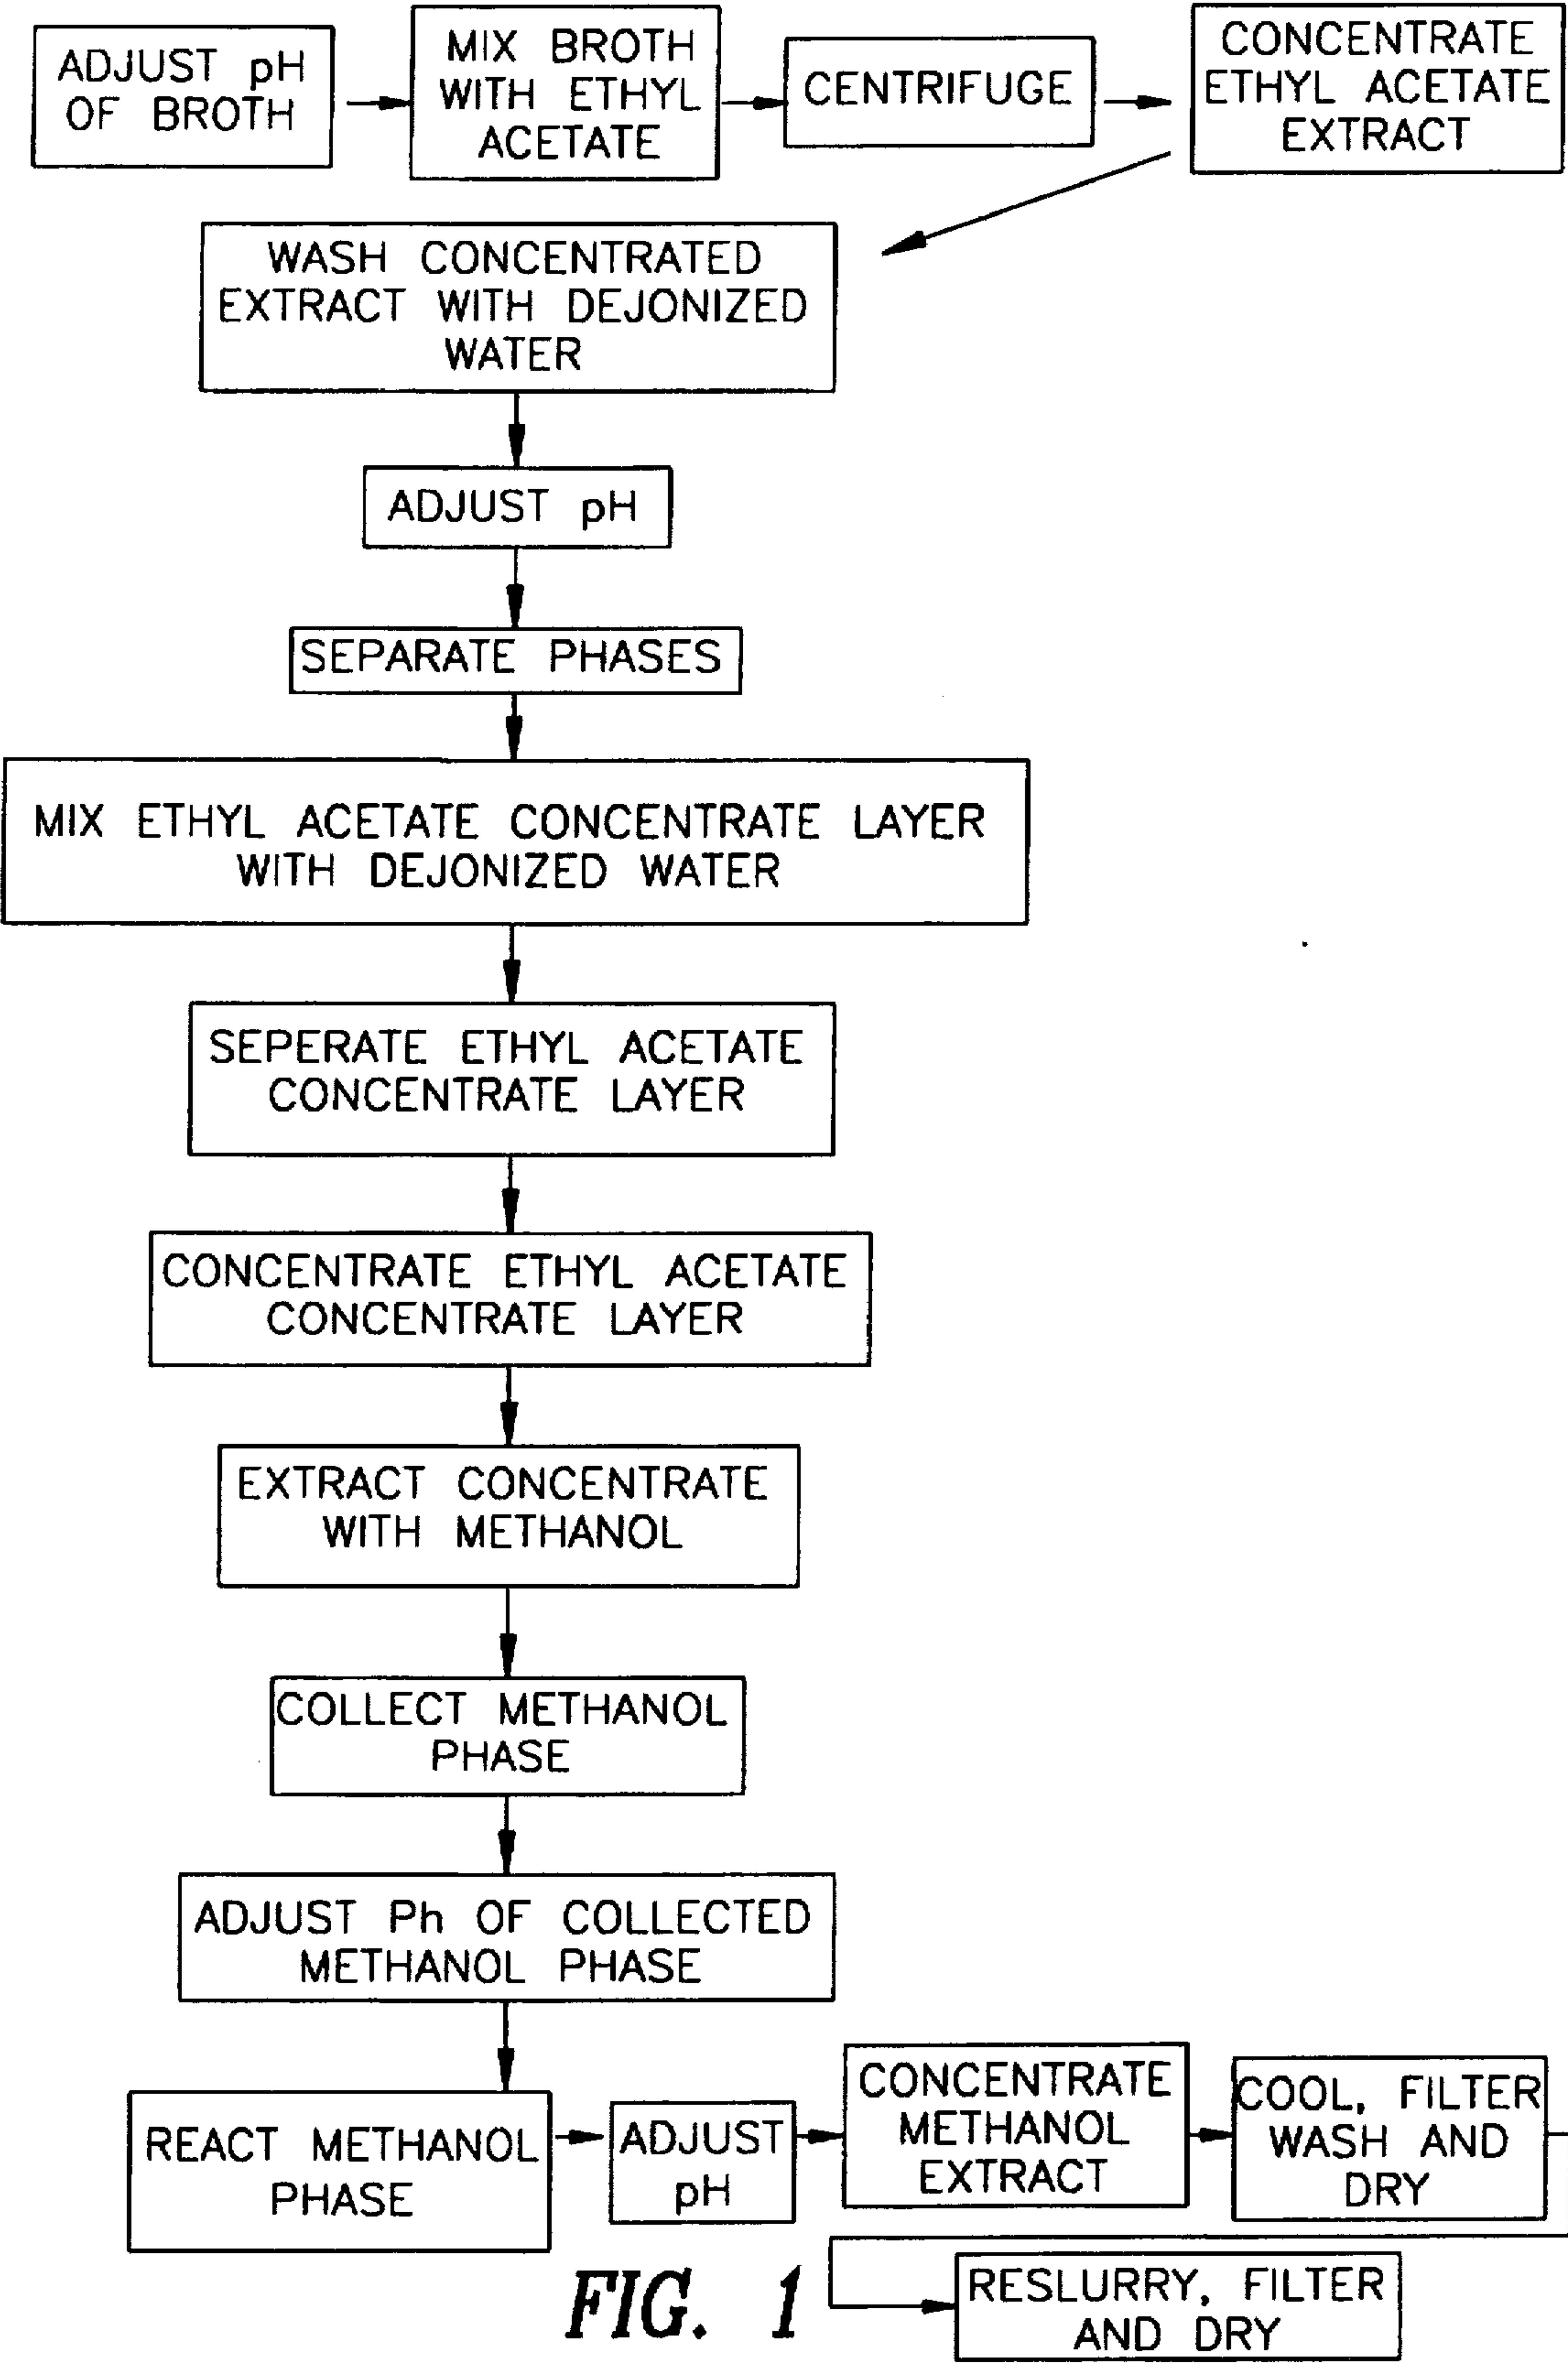 ADJUST pH
OF BROTH
MIX BROTH
WITH ETHYL
ACETATE
CENTRIFUGE
CONCENTRATE
ETHYL ACETATE
EXTRACT
WASH CONCENTRATED
EXTRACT WITH DEJONIZED
WATER
ADJUST pH
SEPARATE PHASES
MIX ETHYL ACETATE CONCENTRATE LAYER
WITH DEJONIZED WATER
SEPERATE ETHYL ACETATE
CONCENTRATE LAYER
CONCENTRATE ETHYL ACETATE
CONCENTRATE LAYER
EXTRACT CONCENTRATE
WITH METHANOL
COLLECT METHANOL
PHASE
ADJUST Ph OF COLLECTED
METHANOL PHASE
REACT METHANOL
PHASE
ADJUST
pH
CONCENTRATE
METHANOL
EXTRACT
COOL, FILTER
WASH AND
DRY
RESLURRY, FILTER
AND DRY
FIG. 1